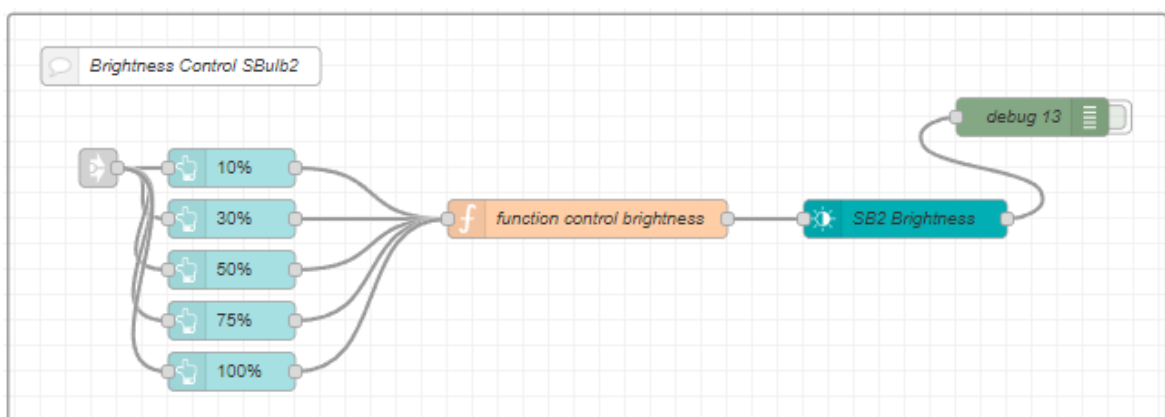 Brightness Control SBulb2
debug 13
10%
30%
function control brightness
SB2 Brightness
50%
75%
100%